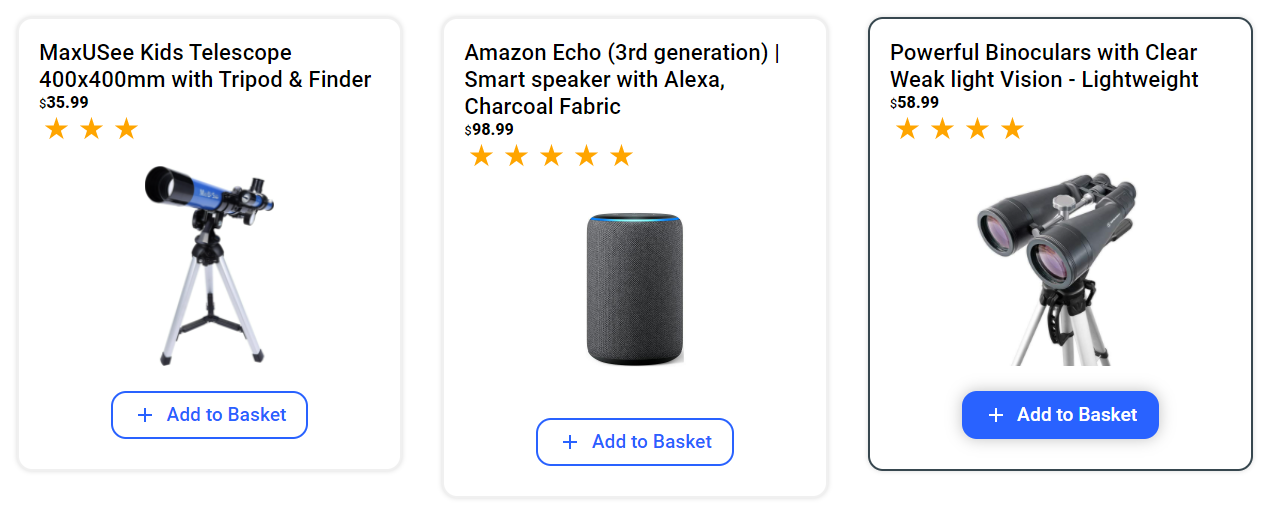 MaxUSee Kids Telescope
400x400mm with Tripod & Finder
$35.99
Add to Basket
Amazon Echo (3rd generation) |
Smart speaker with Alexa,
Charcoal Fabric
$98.99
Add to Basket
Powerful Binoculars with Clear
Weak light Vision - Lightweight
$58.99
Add to Basket